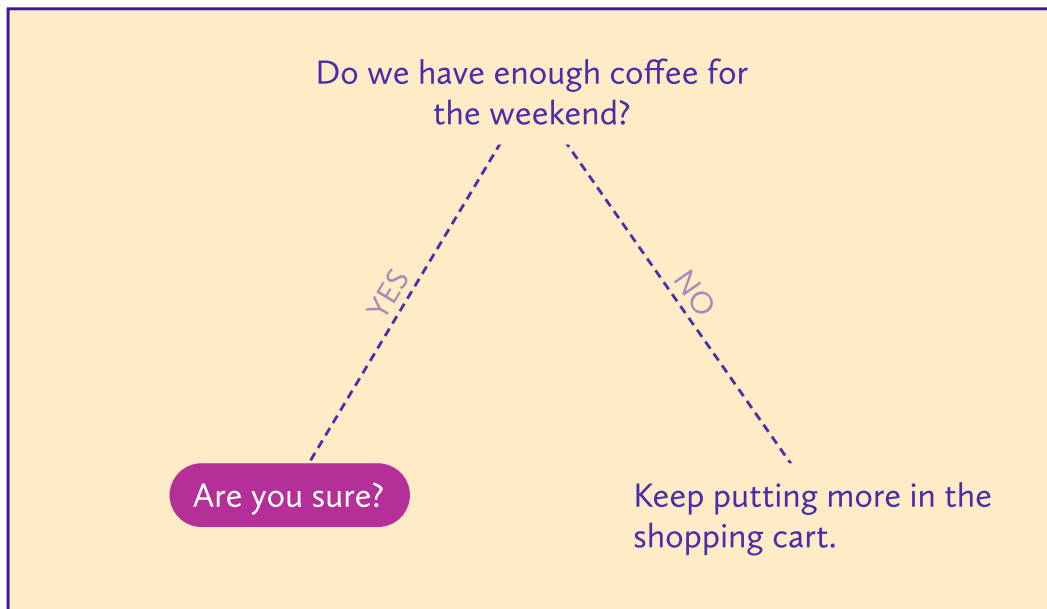 Do we have enough coffee for
the weekend?
YES
NO
Are you sure?
Keep putting more in the
shopping cart.